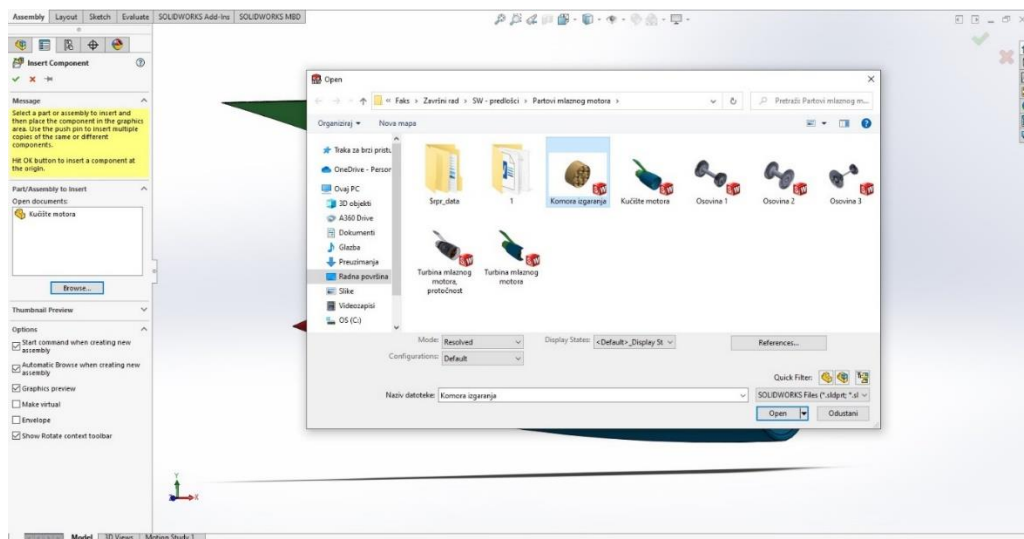 Assembly Layout Sketch Evaluate SOLIDWORKS Add-Ins SOLIDWORKS MBD
Insert Component
Message
Select a part or assembly to insert and
then place the component in the graphics
area. Use the push pin to insert multiple
copies of the same or different
components.
Hit OK button to insert a component at
the origin.
Part/Assembly to Insert
Open documents:
Kućište motora
Browse...
Thumbnail Preview
Options
Start command when creating new
assembly
Automatic Browse when creating new
assembly
Graphics preview
Make virtual
Envelope
Show Rotate context toolbar
Open
« Faks › Završni rad › SW - predlošci › Partovi mlaznog motora ›
Pretraži Partovi mlaznog m...
Organiziraj Nova mapa
Traka za brzi pristu
OneDrive - Person
Ovaj PC
3D objekti
A360 Drive
Dokumenti
Glazba
Preuzimanja
Radna površina
Slike
Videozapisi
OS (C:)
$rpr_data
1
Komora izgaranja
Kućište motora
Osovina 1
Osovina 2
Osovina 3
Turbina mlaznog
motora,
protočnost
Turbina mlaznog
motora
Mode: Resolved
Configurations: Default
Display States: <Default>_Display St
References...
Quick Filter:
Naziv datoteke: Komora izgaranja
SOLIDWORKS Files (*.sldprt; *.sl
Open Odustani
Y
X
Model 3D Views Motion Study 1